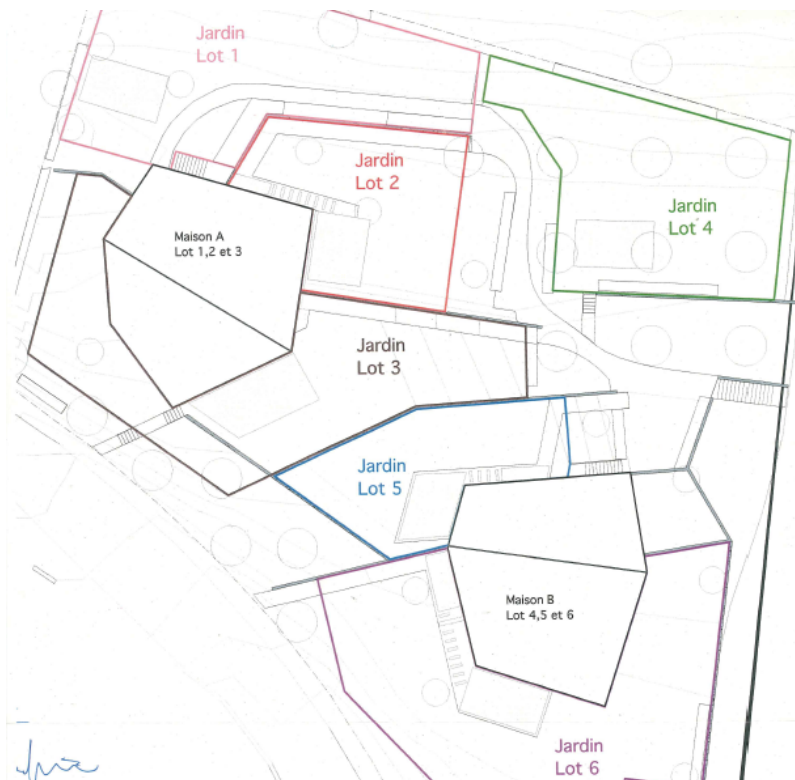 Jardin
Lot 1
Jardin
Lot 2
Jardin
Lot 4
Maison A
Lot 1,2 et 3
Jardin
Lot 3
Jardin
Lot 5
Maison B
Lot 4,5 et 6
Jardin
Lot 6